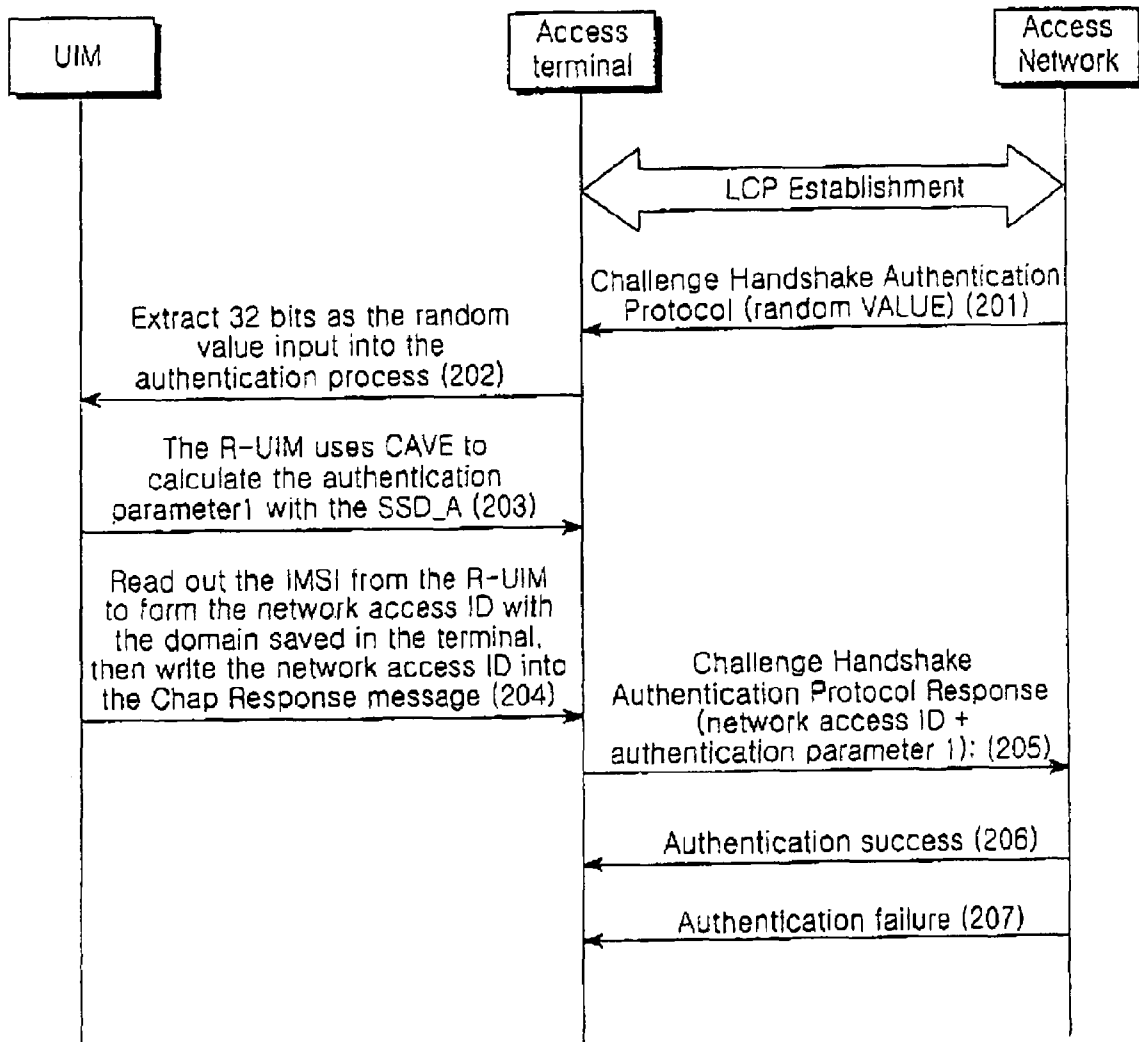 UIM
Access
terminal
Access
Network
LCP Establishment
Challenge Handshake Authentication
Protocol (random VALUE) (201)
Extract 32 bits as the random
value input into the
authentication process (202)
The R-UIM uses CAVE to
calculate the authentication
parameter1 with the SSD_A (203)
Read out the IMSI from the R-UIM
to form the network access ID with
the domain saved in the terminal,
then write the network access ID into
the Chap Response message (204)
Challenge Handshake
Authentication Protocol Response
(network access ID +
authentication parameter 1): (205)
Authentication success (206)
Authentication failure (207)